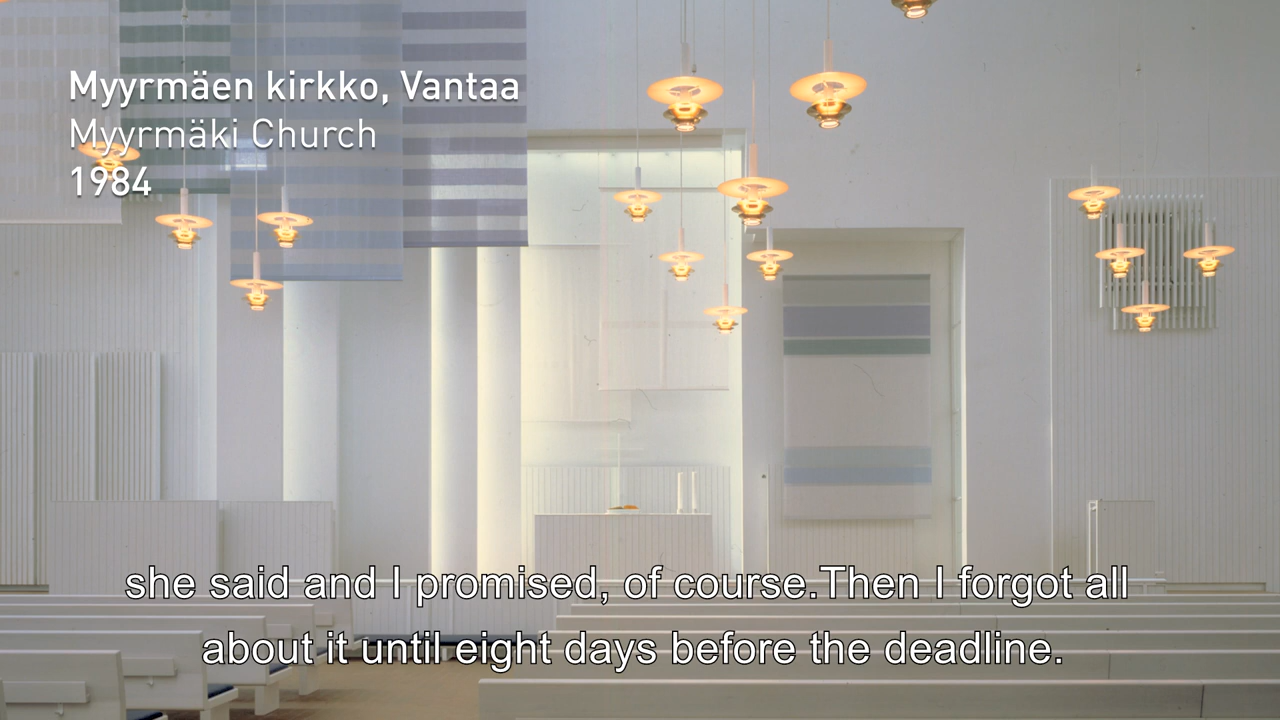 Myyrmäen kirkko, Vantaa
Myyrmäki Church
1984
she said and I promised, of course.Then I forgot all
about it until eight days before the deadline.